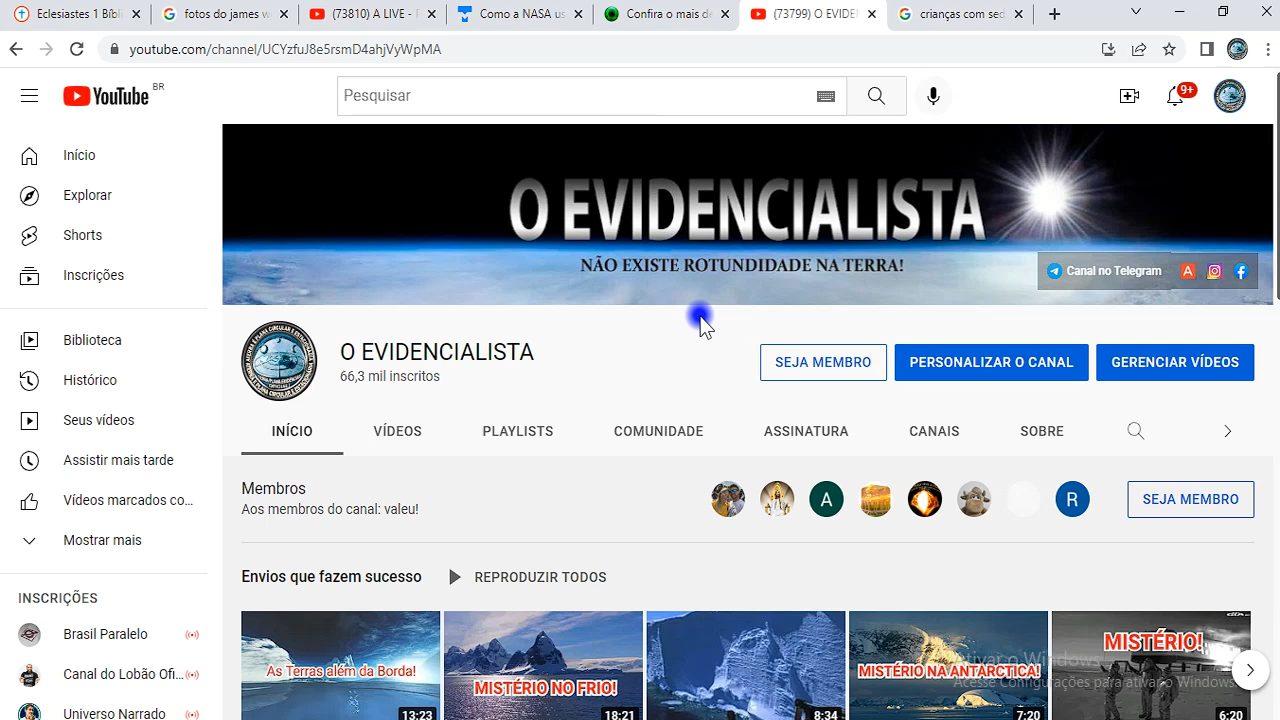 Eclesiastes 1 Bíbli
fotos do james w
(73810) A LIVE - F
Como a NASA us
Confira o mais de
(73799) O EVIDEN
crianças com sed
youtube.com/channel/UCYzfuJ8e5rsmD4ahjVyWpMA
YouTube BR
Pesquisar
9+
Início
Explorar
Shorts
Inscrições
Biblioteca
Histórico
Seus vídeos
Assistir mais tarde
Vídeos marcados co...
Mostrar mais
INSCRIÇÕES
Brasil Paralelo
Canal do Lobão Ofi...
Universo Narrado
O EVIDENCIALISTA
NÃO EXISTE ROTUNDIDADE NA TERRA!
Canal no Telegram
O EVIDENCIALISTA
66,3 mil inscritos
SEJA MEMBRO
PERSONALIZAR O CANAL
GERENCIAR VÍDEOS
INÍCIO
VÍDEOS
PLAYLISTS
COMUNIDADE
ASSINATURA
CANAIS
SOBRE
Membros
Aos membros do canal: valeu!
A
R
SEJA MEMBRO
Envios que fazem sucesso
REPRODUZIR TODOS
As Terras além da Borda!
13:23
MISTÉRIO NO FRIO!
18:21
8:34
MISTÉRIO NA ANTARCTICA!
7:20
MISTÉRIO!
6:20
Ativar o Windows
Acesse Configurações para ativar o Windows.